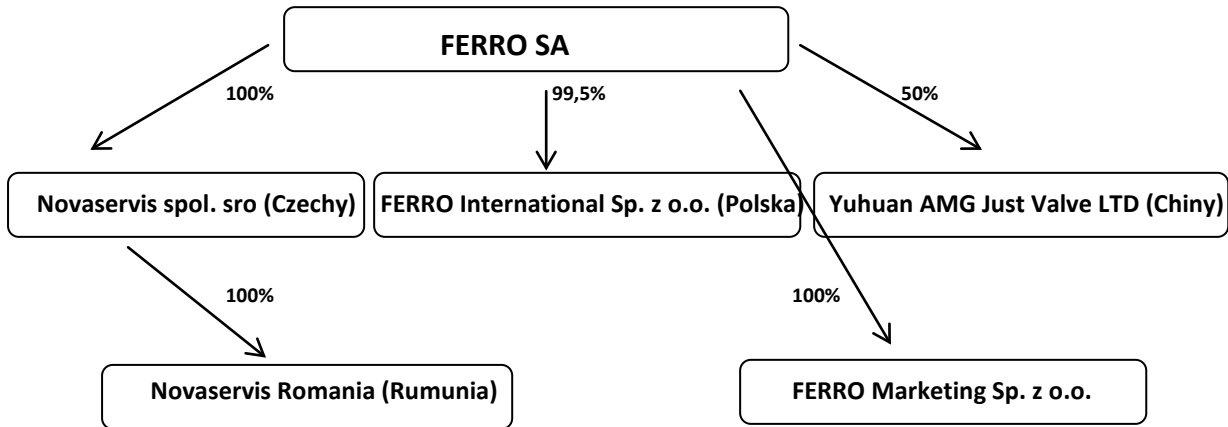 FERRO SA
100%
99,5%
50%
Novaservis spol. sro (Czechy)
FERRO International Sp. z o.o. (Polska)
Yuhuan AMG Just Valve LTD (Chiny)
100%
100%
Novaservis Romania (Rumunia)
FERRO Marketing Sp. z o.o.